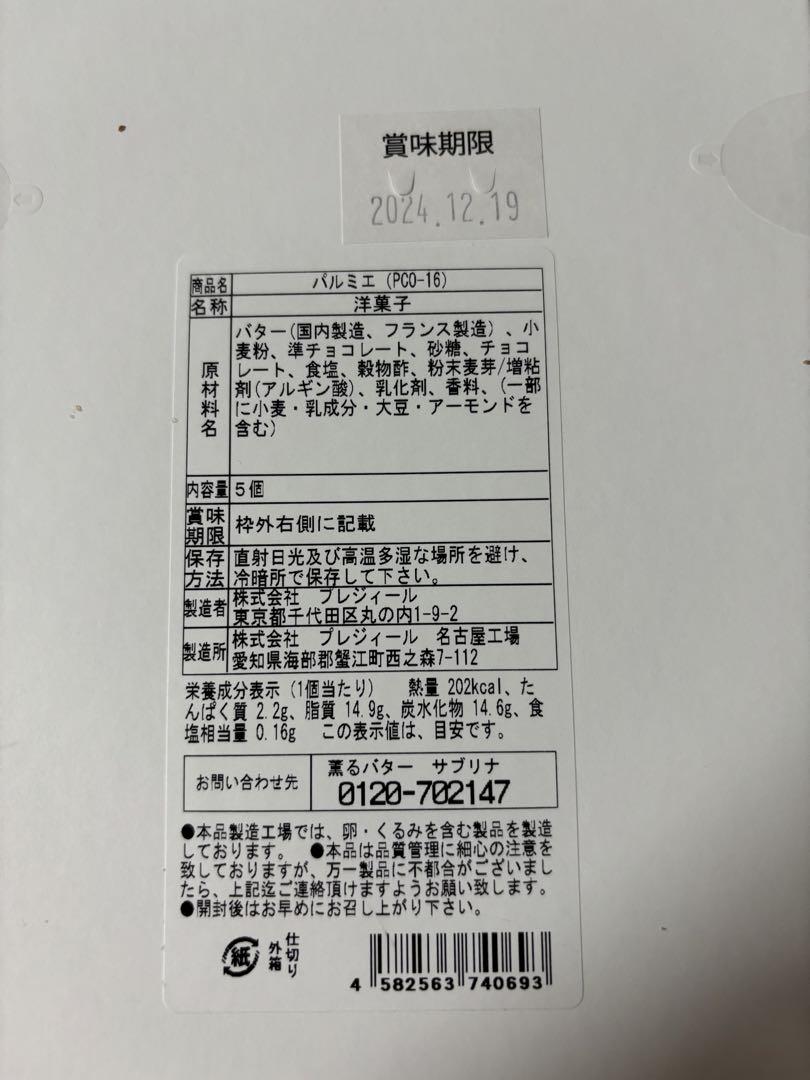 賞味期限
2024.12.19
商品名 パルミエ (PCO-16)
名称 洋菓子
原材料名
バター(国内製造、フランス製造)、小
麦粉、準チョコレート、砂糖、チョコ
レート、食塩、穀物酢、粉末麦芽/増粘
剤(アルギン酸)、乳化剤、香料、(一部
に小麦・乳成分・大豆・アーモンドを
含む)
内容量 5個
賞味期限 枠外右側に記載
保存方法
直射日光及び高温多湿な場所を避け、
冷暗所で保存して下さい。
製造者
株式会社 プレジィール
東京都千代田区丸の内1-9-2
製造所
株式会社 プレジィール 名古屋工場
愛知県海部郡蟹江町西之森7-112
栄養成分表示(1個当たり) 熱量 202kcal、た
んぱく質 2.2g、脂質 14.9g、炭水化物 14.6g、食
塩相当量 0.16g この表示値は、目安です。
お問い合わせ先
薫るバター サブリナ
0120-702147
●本品製造工場では、卵・くるみを含む製品を製造
しております。 ●本品は品質管理に細心の注意を
致しておりますが、万一製品に不都合がございまし
たら、上記迄ご連絡頂けますようお願い致します。
●開封後はお早めにお召し上がり下さい。
紙
外箱
仕切り
4 582563 740693